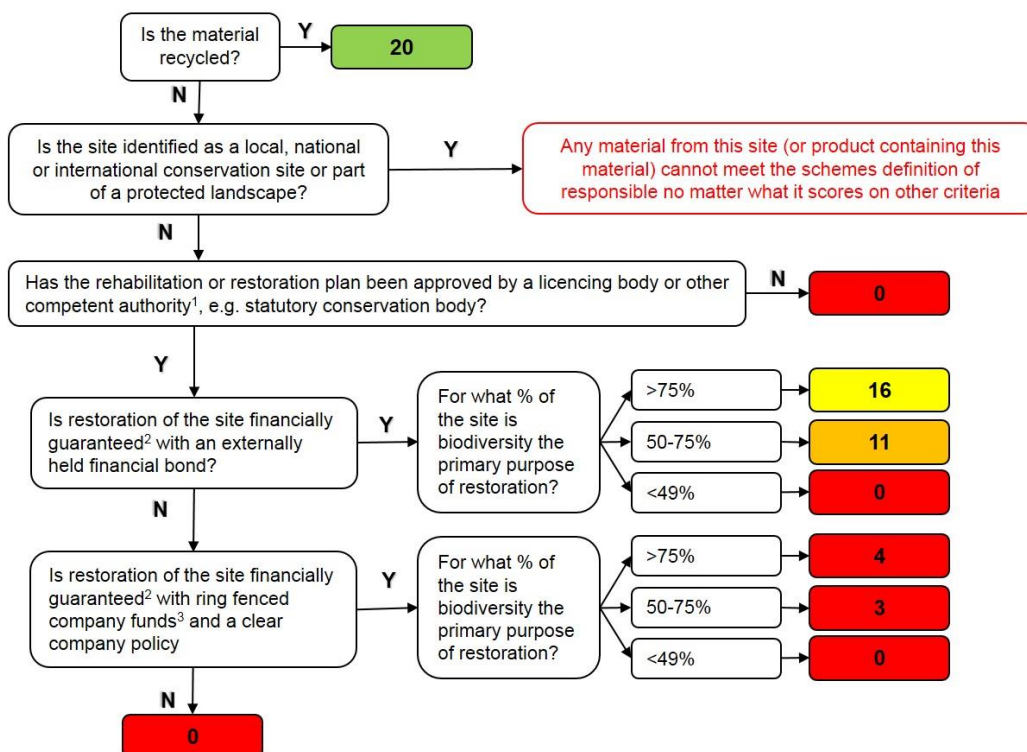 Is the material
recycled?
Y
20
N
Is the site identified as a local, national
or international conservation site or part
of a protected landscape?
Y
Any material from this site (or product containing this
material) cannot meet the schemes definition of
responsible no matter what it scores on other criteria
N
Has the rehabilitation or restoration plan been approved by a licencing body or other
competent authority¹, e.g. statutory conservation body?
N
0
Y
Is restoration of the site financially
guaranteed² with an externally
held financial bond?
Y
For what % of
the site is
biodiversity the
primary purpose
of restoration?
>75%
16
50-75%
11
<49%
0
N
Is restoration of the site financially
guaranteed² with ring fenced
company funds³ and a clear
company policy
Y
For what % of
the site is
biodiversity the
primary purpose
of restoration?
>75%
4
50-75%
3
<49%
0
N
0